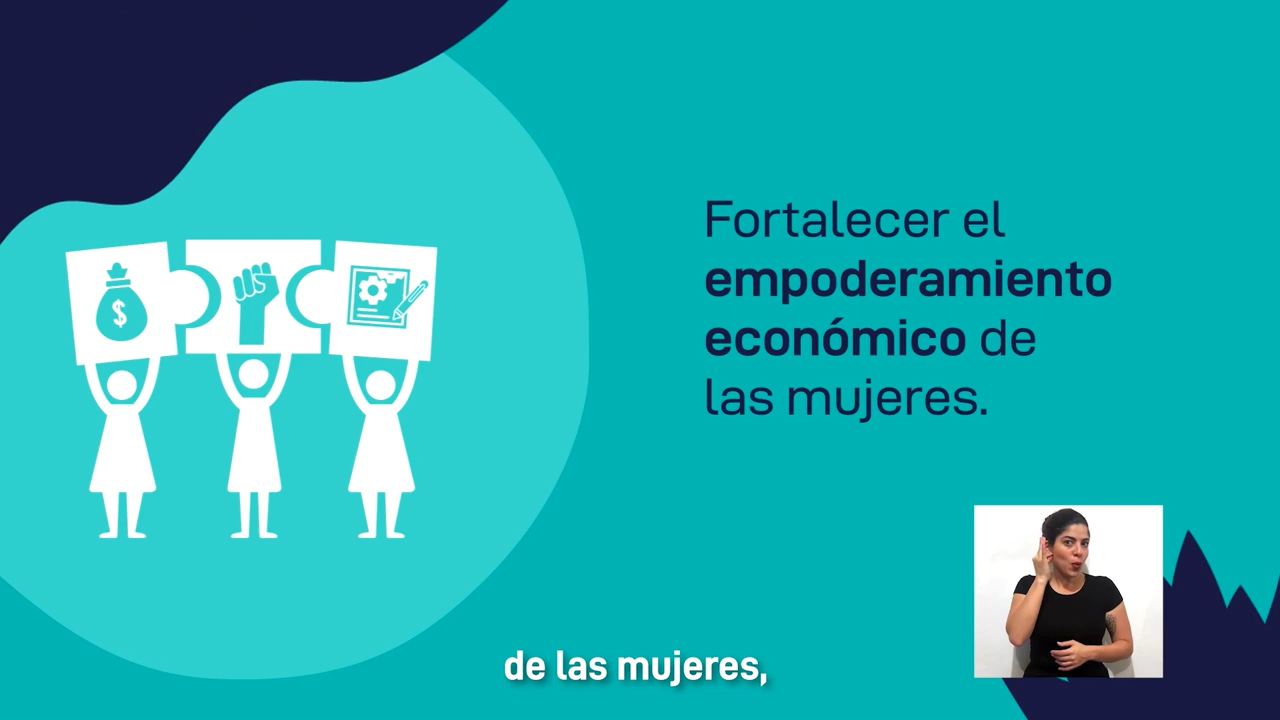 $
Fortalecer el
empoderamiento
económico de
las mujeres.
de las mujeres,